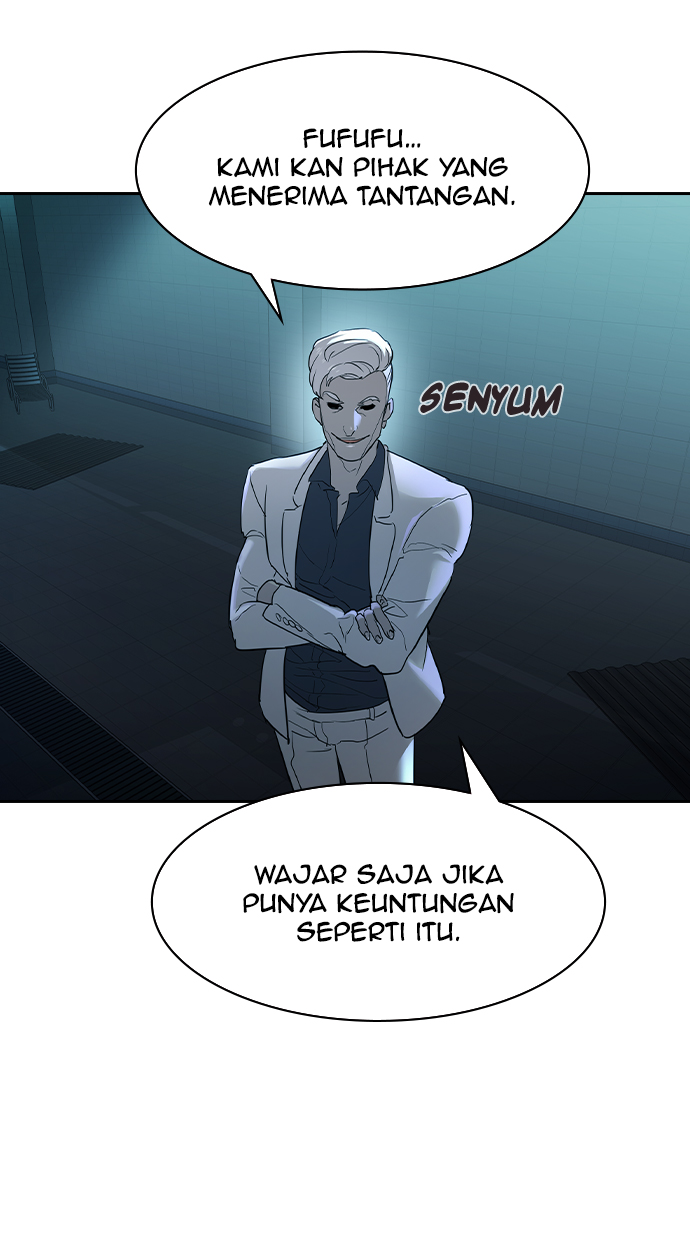 FUFUFU...
KAMI KAN PIHAK YANG
MENERIMA TANTANGAN.
SENYUM
WAJAR SAJA JIKA
PUNYA KEUNTUNGAN
SEPERTI ITU.